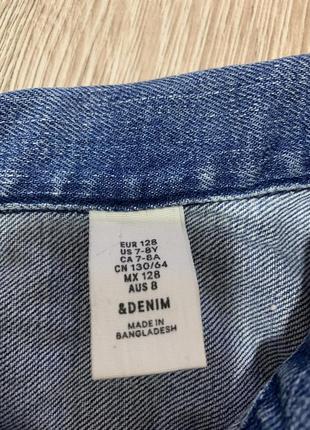 EUR 128
US 7-8Y
CA 7-8A
CN 130/64
MX 128
AUS 8
&DENIM
MADE IN
BANGLADESH